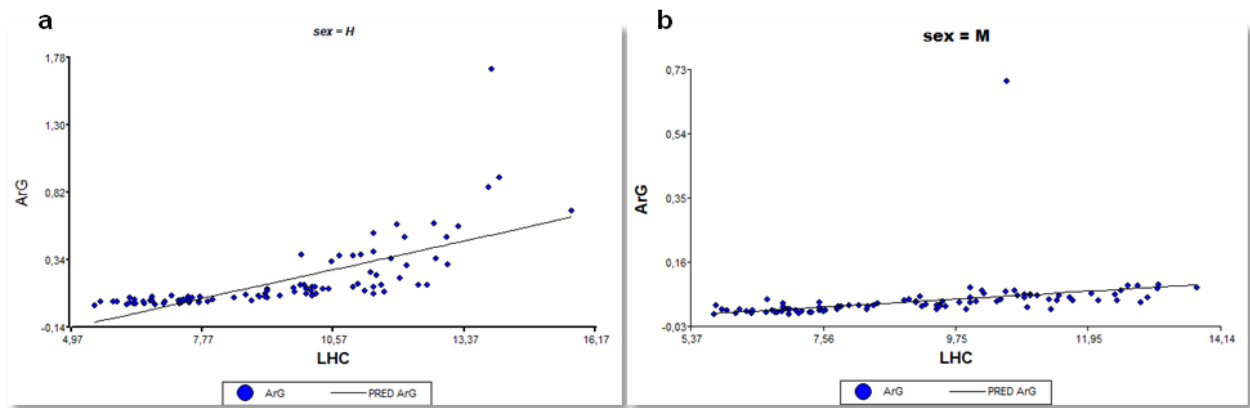 a
sex = H
1,78
1,30
ArG
0,82
0,34
-0,14
4,97 7,77 10,57 13,37 16,17
LHC
ArG PRED ArG
b
sex = M
0,73
0,54
ArG
0,35
0,16
-0,03
5,37 7,56 9,75 11,95 14,14
LHC
ArG PRED ArG